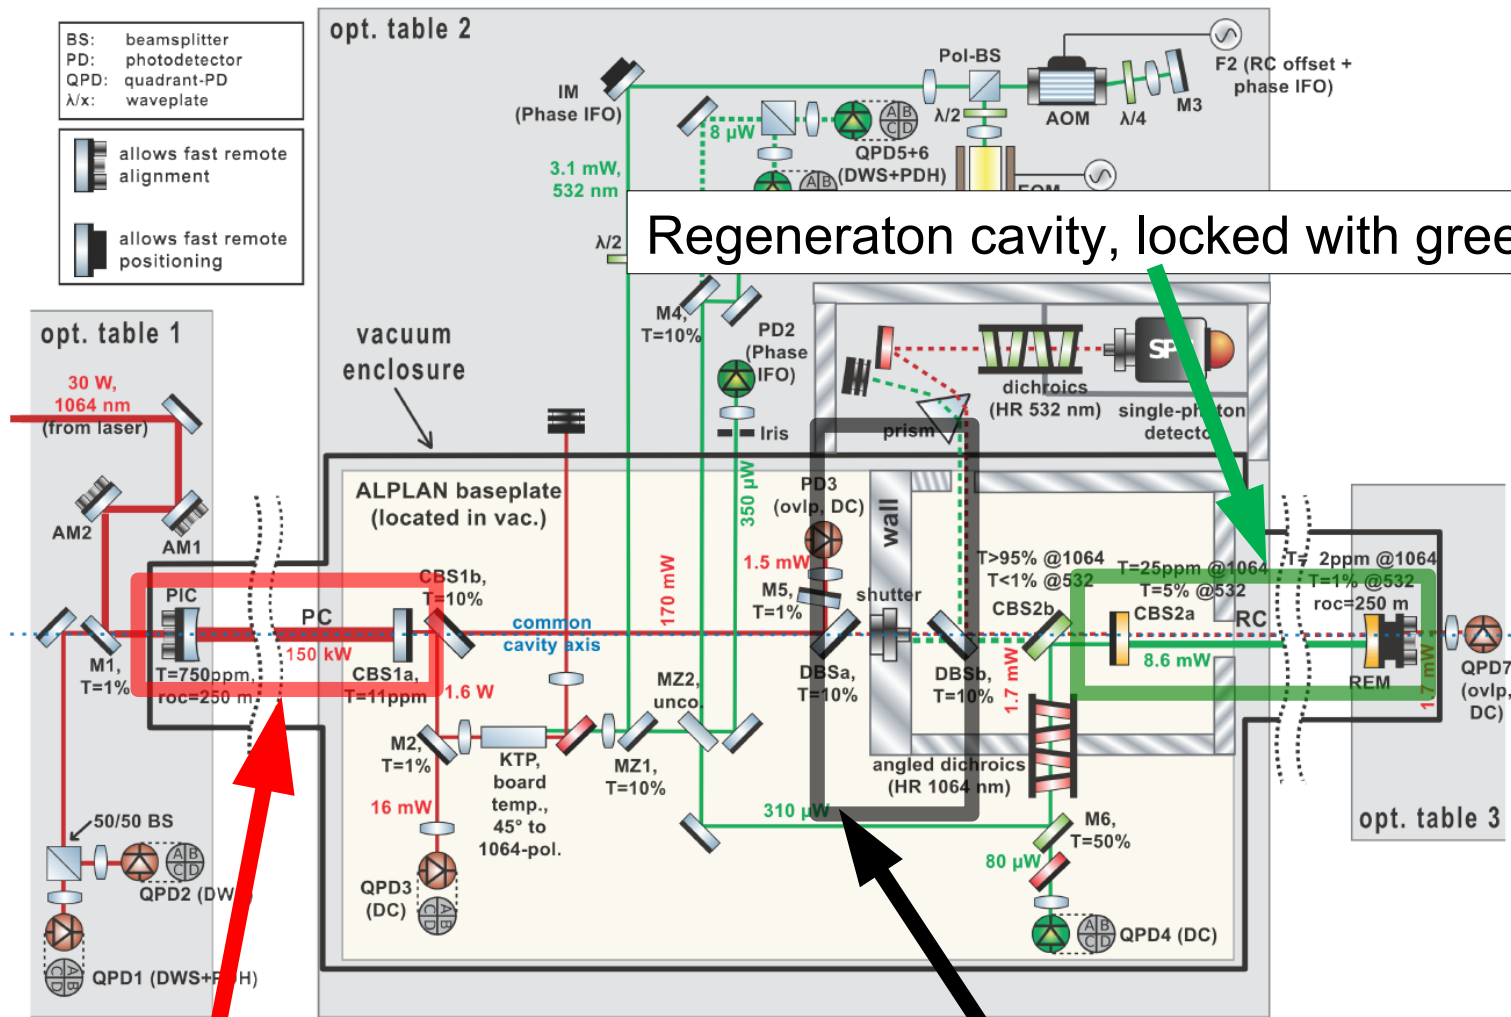 BS: beamsplitter
PD: photodetector
QPD: quadrant-PD
λ/x: waveplate
allows fast remote
alignment
allows fast remote
positioning
opt. table 2
IM
(Phase IFO)
Pol-BS
F2 (RC offset +
phase IFO)
M3
AOM
λ/4
λ/2
8 µW
A B
C D
QPD5+6
(DWS+PDH)
A B
3.1 mW,
532 nm
λ/2
Regeneraton cavity, locked with gree
M4,
T=10%
PD2
(Phase
IFO)
Iris
opt. table 1
30 W,
1064 nm
(from laser)
vacuum
enclosure
dichroics
(HR 532 nm)
single-photon
detector
prism
AM2
AM1
ALPLAN baseplate
(located in vac.)
350 µW
PD3
(ovlp, DC)
wall
1.5 mW
170 mW
M5,
T=1%
shutter
T>95% @1064
T<1% @532
CBS2b
T=25ppm @1064
T=5% @532
CBS2a
2ppm @1064
T=1% @532
roc=250 m
RC
REM
8.6 mW
1.7 mW
1.7 mW
QPD7
(ovlp,
DC)
PIC
PC
150 kW
CBS1b,
T=10%
common
cavity axis
M1,
T=1%
T=750ppm,
roc=250 m
CBS1a,
T=11ppm
1.6 W
DBSa,
T=10%
DBSb,
T=10%
MZ2,
unco.
M2,
T=1%
KTP,
board
temp.,
45° to
1064-pol.
MZ1,
T=10%
angled dichroics
(HR 1064 nm)
16 mW
310 µW
M6,
T=50%
80 µW
opt. table 3
50/50 BS
A B
C D
QPD2
QPD3
(DC)
A B
C D
A B
C D
QPD4 (DC)
A B
C D
QPD1